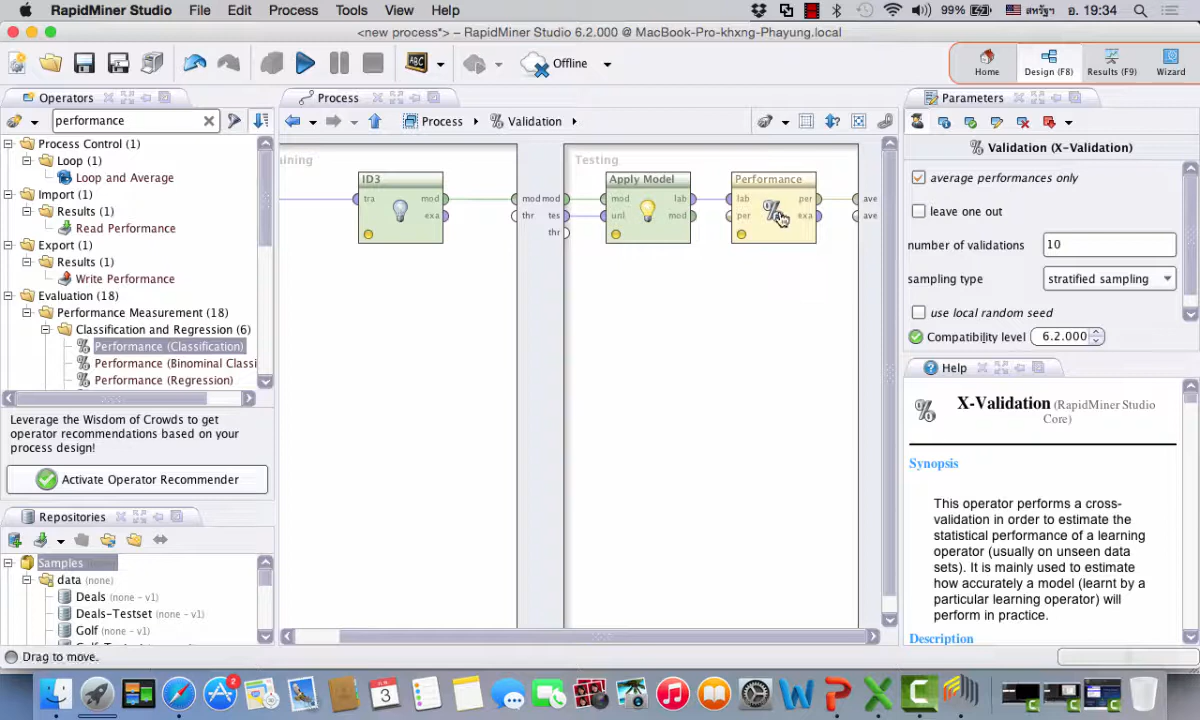 RapidMiner Studio File Edit Process Tools View Help 99% สหรัฐฯ อ. 19:34
<new process*> – RapidMiner Studio 6.2.000 @ MacBook-Pro-khxng-Phayung.local
Offline
Home Design (F8) Results (F9) Wizard
Operators
performance
Process Control (1)
Loop (1)
Loop and Average
Import (1)
Results (1)
Read Performance
Export (1)
Results (1)
Write Performance
Evaluation (18)
Performance Measurement (18)
Classification and Regression (6)
Performance (Classification)
Performance (Binominal Classi
Performance (Regression)
Leverage the Wisdom of Crowds to get
operator recommendations based on your
process design!
Activate Operator Recommender
Repositories
Samples
data (none)
Deals (none - v1)
Deals-Testset (none - v1)
Golf (none - v1)
Drag to move.
Process
Process Validation
ining
ID3
tra mod
exa
mod mod
thr tes
thr
Testing
Apply Model
mod lab
unl mod
Performance
lab per
per exa
ave
ave
Parameters
Validation (X-Validation)
average performances only
leave one out
number of validations 10
sampling type stratified sampling
use local random seed
Compatibility level 6.2.000
Help
X-Validation (RapidMiner Studio
Core)
Synopsis
This operator performs a cross-
validation in order to estimate the
statistical performance of a learning
operator (usually on unseen data
sets). It is mainly used to estimate
how accurately a model (learnt by a
particular learning operator) will
perform in practice.
Description
2
3